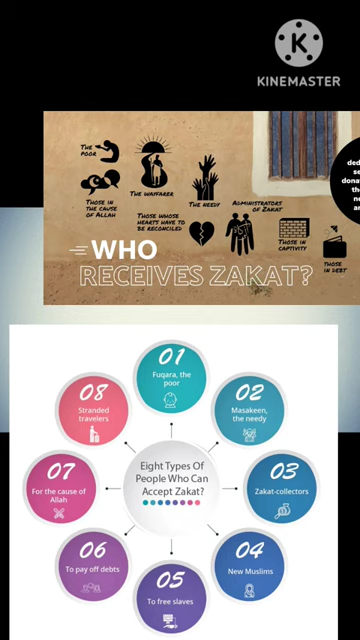 KINEMASTER
THE
POOR
THOSE IN
THE CAUSE
OF ALLAH
THE WAYFARER
THOSE WHOSE
HEARTS HAVE TO
BE RECONCILED
THE NEEDY
ADMINISTRATORS
OF ZAKAT
THOSE IN
CAPTIVITY
THOSE
IN DEBT
WHO
RECEIVES ZAKAT?
Eight Types Of
People Who Can
Accept Zakat?
01
Fuqara, the
poor
02
Masakeen,
the needy
03
Zakat-collectors
04
New Muslims
05
To free slaves
06
To pay off debts
07
For the cause of
Allah
08
Stranded
travelers